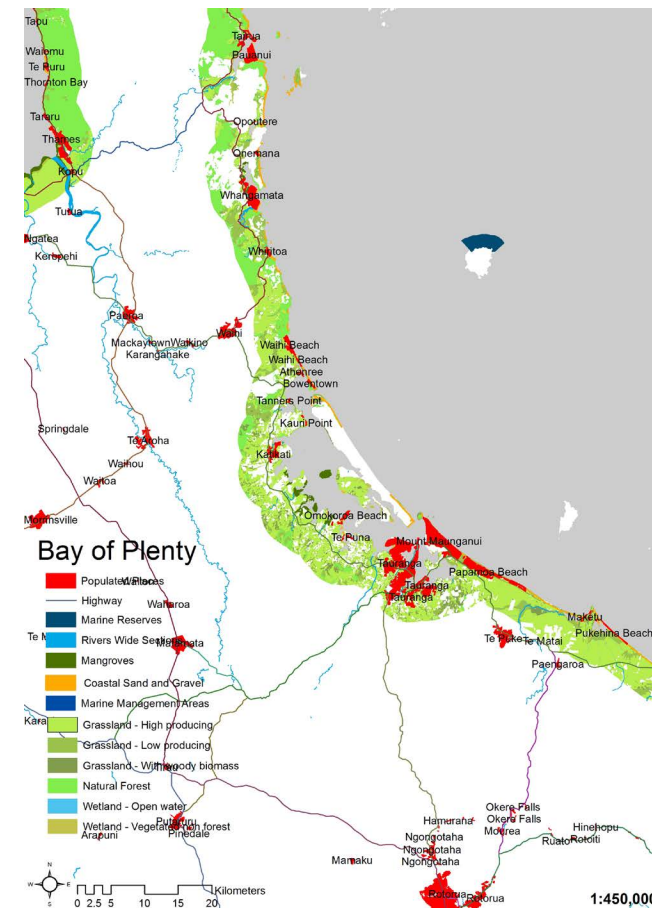 Tapu
Tairua
Waiomu
Pauanui
Te Puru
Thornton Bay
Tararu
Opoutere
Thames
Onemana
Kopu
Whangamata
Turua
Ngatea
Whiritoa
Kerepehi
Paeroa
Waihi
Mackaytown
Waikino
Waihi Beach
Karangahake
Waihi Beach
Athenree
Bowentown
Tanners Point
Kauri Point
Springdale
Te Aroha
Katikati
Waihou
Waitoa
Omokoroa Beach
Morrinsville
Te Puna
Mount Maunganui
Bay of Plenty
Tauranga
Papamoa Beach
Populated Places
Tauranga
Highway
Tauranga
Waharoa
Marine Reserves
Maketu
Pukehina Beach
Rivers Wide Sections
Te Puke
Te Matai
Matamata
Mangroves
Paengaroa
Coastal Sand and Gravel
Marine Management Areas
Grassland - High producing
Grassland - Low producing
Grassland - With woody biomass
Tirau
Natural Forest
Wetland - Open water
Okere Falls
Putaruru
Hamurana
Okere Falls
Wetland - Vegetated non forest
Mourea
Hinehopu
Arapuni
Pinedale
Ngongotaha
Ruato
Rotoiti
Ngongotaha
Mamaku
Ngongotaha
N
W
E
S
Kilometers
0 2.5 5 10 15 20
Rotorua
Rotorua
1:450,000